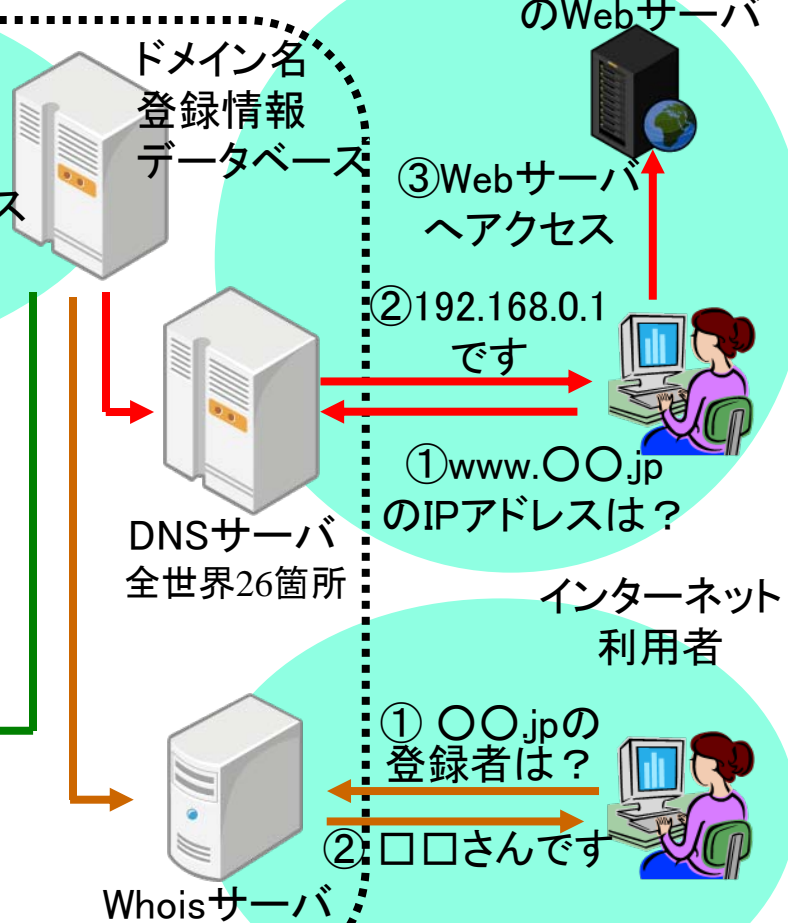 のWebサーバ
ドメイン名
登録情報
データベース
ス
③Webサーバ
へアクセス
②192.168.0.1
です
①www.〇〇.jp
のIPアドレスは？
DNSサーバ
全世界26箇所
インターネット
利用者
① 〇〇.jpの
登録者は？
②ロロさんです
Whoisサーバ